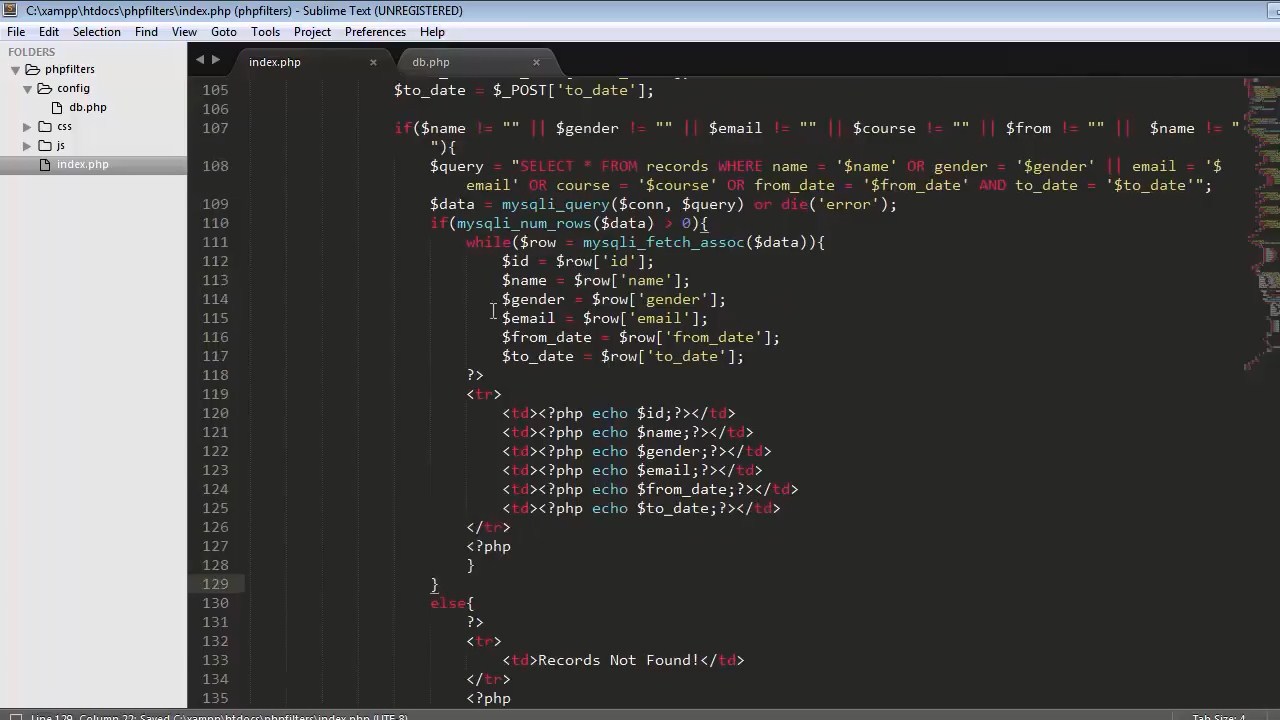 C:\xampp\htdocs\phpfilters\index.php (phpfilters) - Sublime Text (UNREGISTERED)
File Edit Selection Find View Goto Tools Project Preferences Help
FOLDERS
phpfilters
config
db.php
css
js
index.php
index.php × db.php ×
105 $to_date = $_POST['to_date'];
106
107 if($name != "" || $gender != "" || $email != "" || $course != "" || $from != "" || $name != "
"){
108 $query = "SELECT * FROM records WHERE name = '$name' OR gender = '$gender' || email = '$
email' OR course = '$course' OR from_date = '$from_date' AND to_date = '$to_date'";
109 $data = mysqli_query($conn, $query) or die('error');
110 if(mysqli_num_rows($data) > 0){
111 while($row = mysqli_fetch_assoc($data)){
112 $id = $row['id'];
113 $name = $row['name'];
114 $gender = $row['gender'];
115 $email = $row['email'];
116 $from_date = $row['from_date'];
117 $to_date = $row['to_date'];
118 ?>
119 <tr>
120 <td><?php echo $id;?></td>
121 <td><?php echo $name;?></td>
122 <td><?php echo $gender;?></td>
123 <td><?php echo $email;?></td>
124 <td><?php echo $from_date;?></td>
125 <td><?php echo $to_date;?></td>
126 </tr>
127 <?php
128 }
129 }
130 else{
131 ?>
132 <tr>
133 <td>Records Not Found!</td>
134 </tr>
135 <?php
Line 129, Column 22; Saved C:\xampp\htdocs\phpfilters\index.php (UTF-8) Tab Size: 4